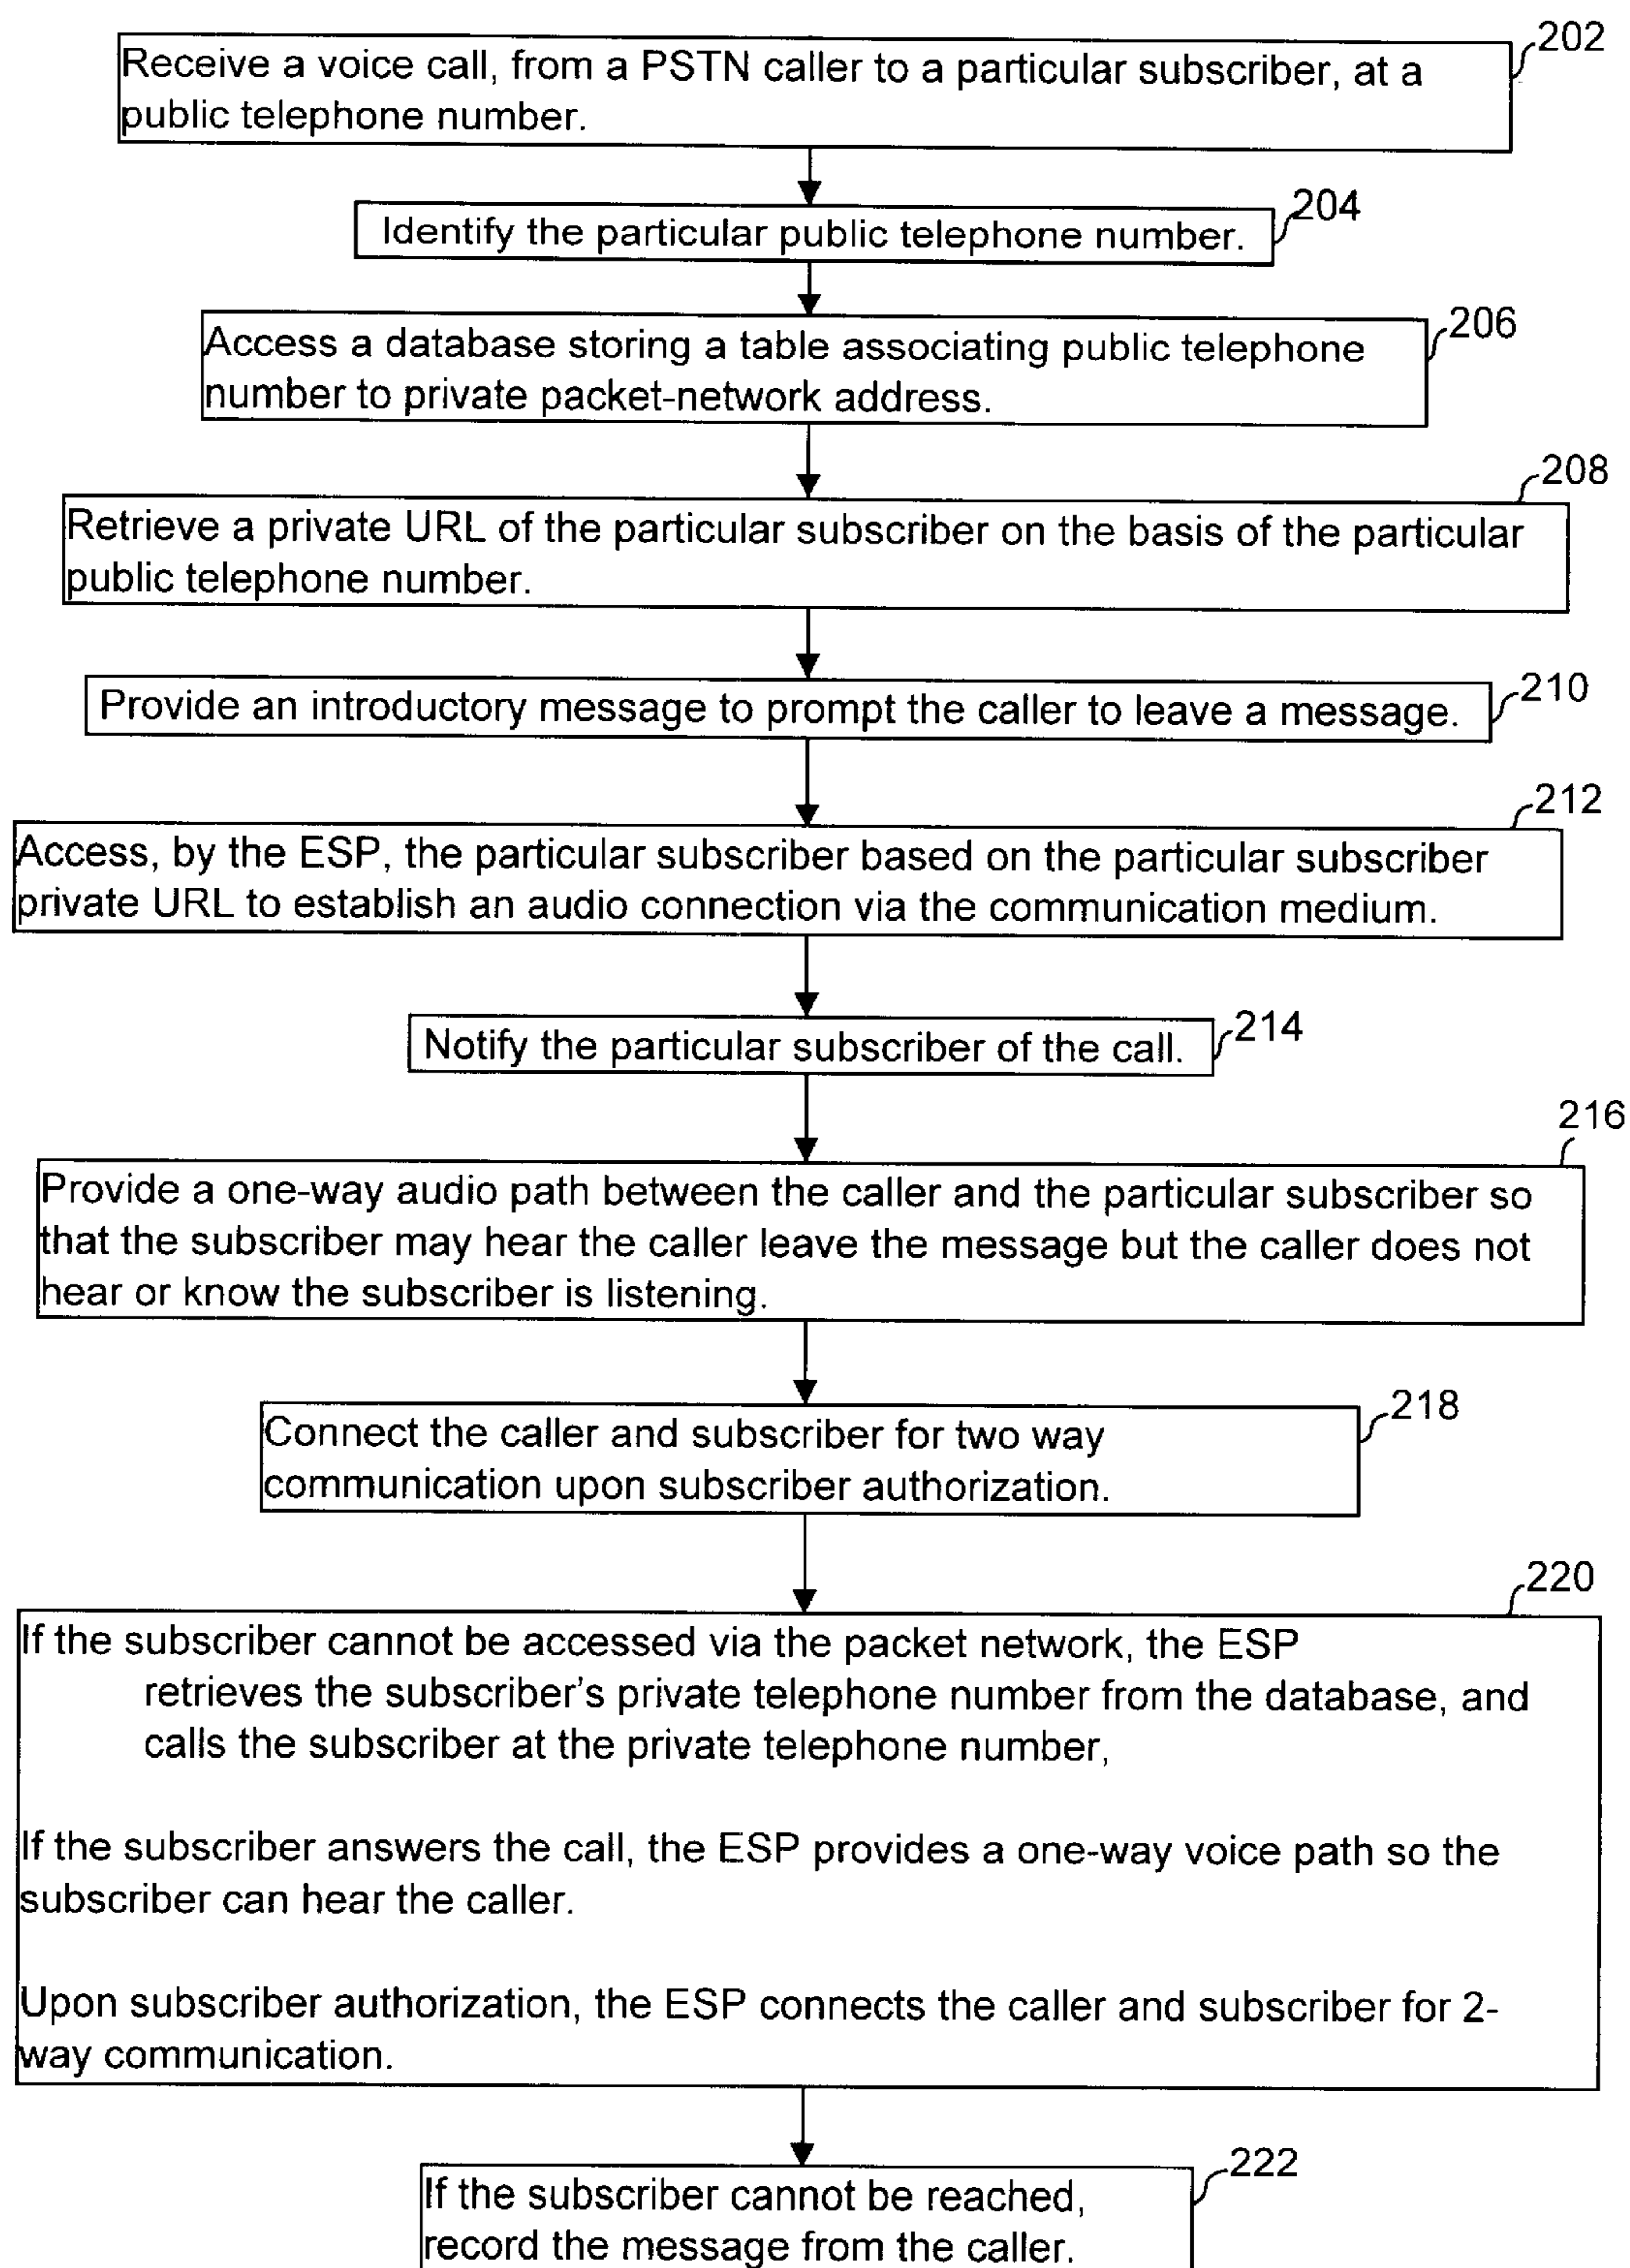 202
Receive a voice call, from a PSTN caller to a particular subscriber, at a
public telephone number.
204
Identify the particular public telephone number.
206
Access a database storing a table associating public telephone
number to private packet-network address.
208
Retrieve a private URL of the particular subscriber on the basis of the particular
public telephone number.
210
Provide an introductory message to prompt the caller to leave a message.
212
Access, by the ESP, the particular subscriber based on the particular subscriber
private URL to establish an audio connection via the communication medium.
214
Notify the particular subscriber of the call.
216
Provide a one-way audio path between the caller and the particular subscriber so
that the subscriber may hear the caller leave the message but the caller does not
hear or know the subscriber is listening.
218
Connect the caller and subscriber for two way
communication upon subscriber authorization.
220
If the subscriber cannot be accessed via the packet network, the ESP
retrieves the subscriber's private telephone number from the database, and
calls the subscriber at the private telephone number,
If the subscriber answers the call, the ESP provides a one-way voice path so the
subscriber can hear the caller.
Upon subscriber authorization, the ESP connects the caller and subscriber for 2-
way communication.
222
If the subscriber cannot be reached,
record the message from the caller.